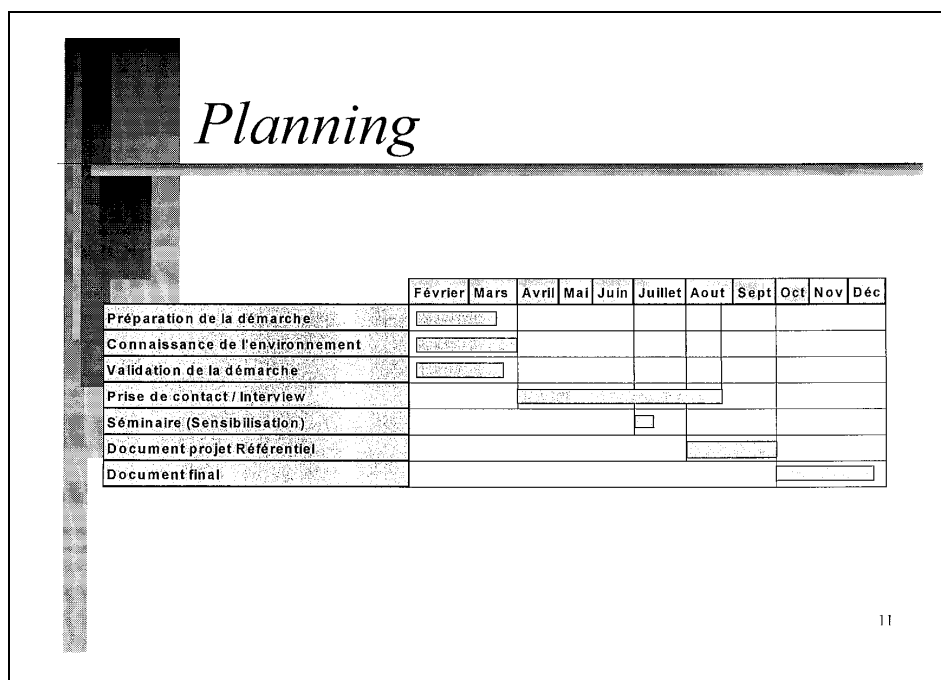 Planning
Février Mars Avril Mai Juin Juillet Aout Sept Oct Nov Déc
Préparation de la démarche
Connaissance de l'environnement
Validation de la démarche
Prise de contact / Interview
Séminaire (Sensibilisation)
Document projet Référentiel
Document final
11